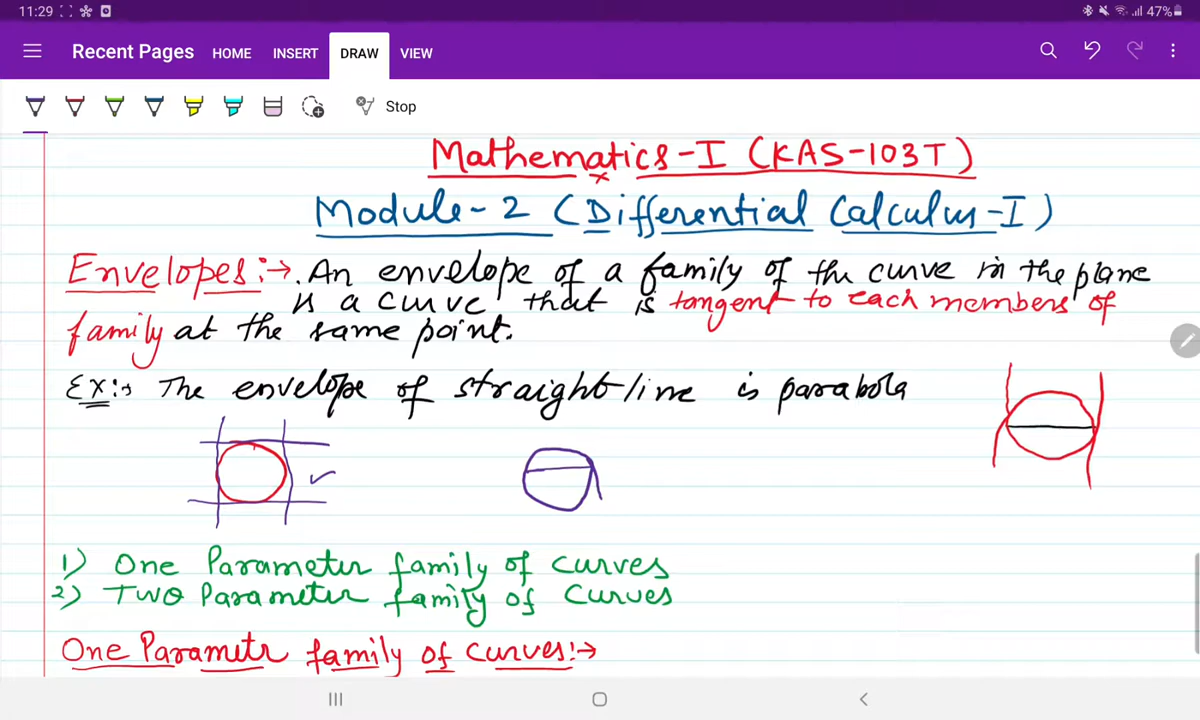 11:29 47%
Recent Pages HOME INSERT DRAW VIEW
Stop
Mathematics-I (KAS-103T)
Module-2 (Differential Calculus-I)
Envelopes:→. An envelope of a family of the curve in the plane
is a curve that is tangent to each members of
family at the same point.
Ex:→ The envelope of straight line is parabola
1) One Parameter family of curves
2) Two Parameter family of Curves
One Parametr family of curves:→